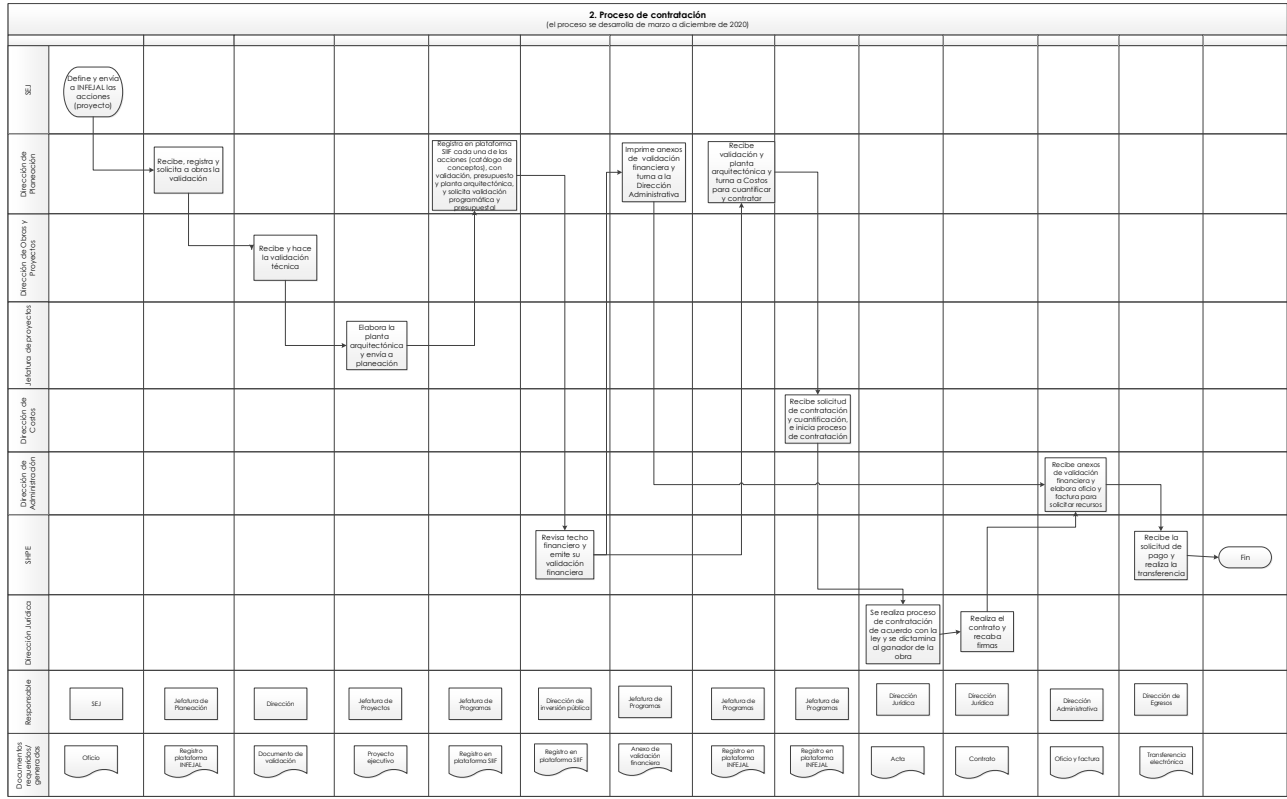 2. Proceso de contratación
(el proceso se desarrolla de marzo a diciembre de 2020)
SEJ
Define y envía
a INFEJAL las
acciones
(proyecto)
Dirección de
Planeación
Recibe, registra y
solicita a obras la
validación
Registra en plataforma
SIIF cada una de las
acciones (catálogo de
conceptos), con
validación, presupuesto
y planta arquitectónica,
y solicita validación
programática y
presupuestal
Imprime anexos
de validación
financiera y
turna a la
Dirección
Administrativa
Recibe
validación y
planta
arquitectónica y
turna a Costos
para cuantificar
y contratar
Dirección de Obras y
Proyectos
Recibe y hace
la validación
técnica
Jefatura de proyectos
Elabora la
planta
arquitectónica
y envía a
planeación
Dirección de
Costos
Recibe solicitud
de contratación
y cuantificación,
e inicia proceso
de contratación
Dirección de
Administración
Recibe anexos
de validación
financiera y
elabora oficio y
factura para
solicitar recursos
SHPE
Revisa techo
financiero y
emite su
validación
financiera
Recibe la
solicitud de
pago y
realiza la
transferencia
Fin
Dirección Jurídica
Se realiza proceso
de contratación
de acuerdo con la
ley y se dictamina
al ganador de la
obra
Realiza el
contrato y
recaba
firmas
Responsable
SEJ
Jefatura de
Planeación
Dirección
Jefatura de
Proyectos
Jefatura de
Programas
Dirección de
inversión pública
Jefatura de
Programas
Jefatura de
Programas
Jefatura de
Programas
Dirección
Jurídica
Dirección
Jurídica
Dirección
Administrativa
Dirección de
Egresos
Documentos
requeridos/
generados
Oficio
Registro
plataforma
INFEJAL
Documento de
validación
Proyecto
ejecutivo
Registro en
plataforma SIIF
Registro en
plataforma SIIF
Anexo de
validación
financiera
Registro en
plataforma
INFEJAL
Registro en
plataforma
INFEJAL
Acta
Contrato
Oficio y factura
Transferencia
electrónica